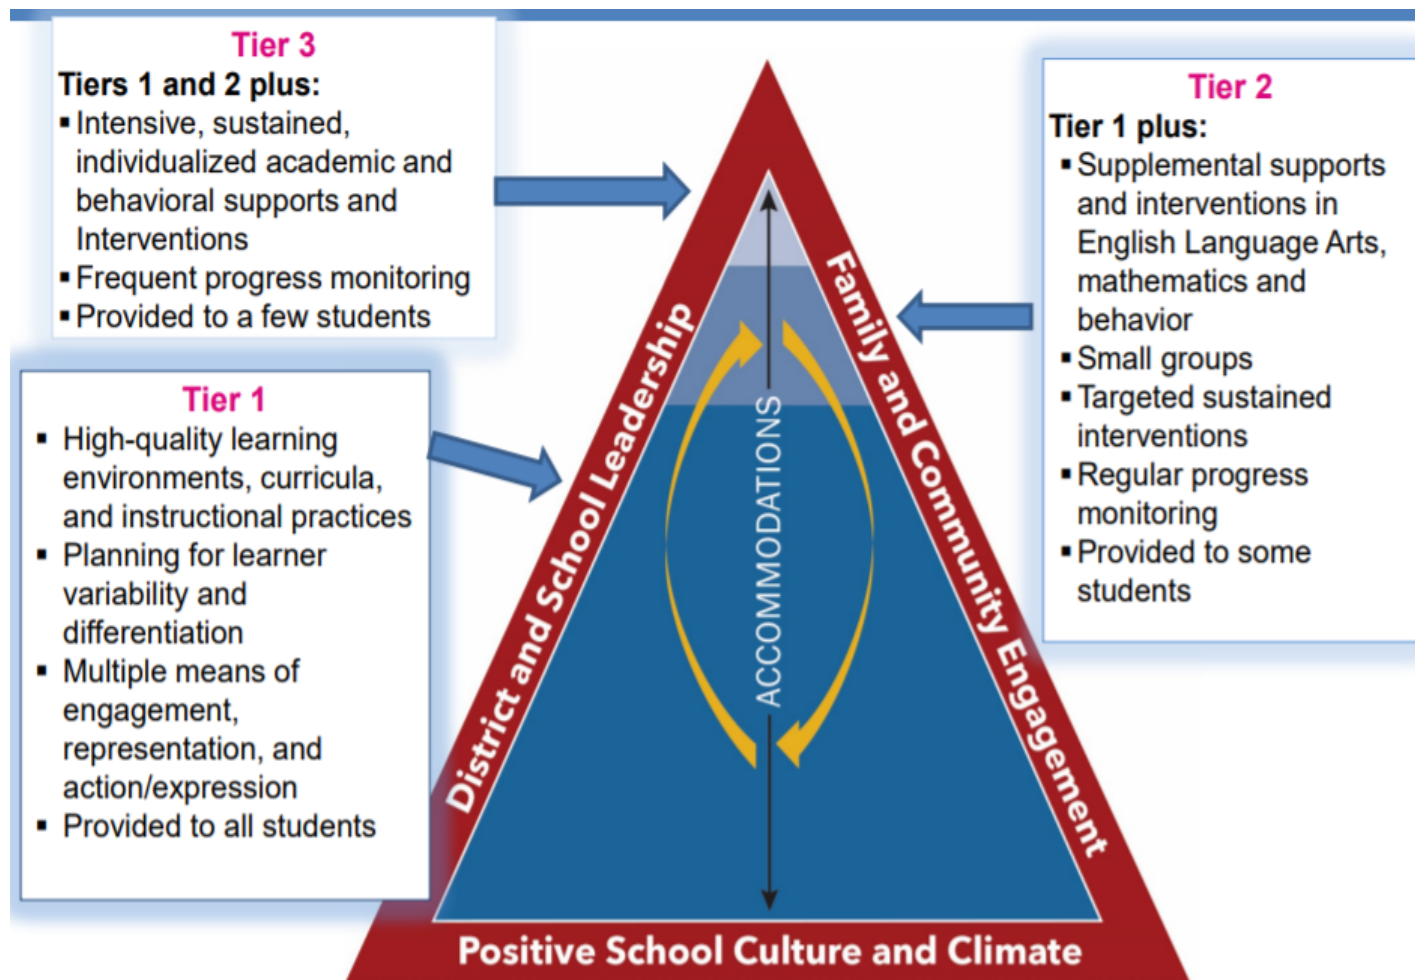 Tier 3
Tiers 1 and 2 plus:
▪ Intensive, sustained,
individualized academic and
behavioral supports and
Interventions
▪ Frequent progress monitoring
▪ Provided to a few students
Tier 1
▪ High-quality learning
environments, curricula,
and instructional practices
▪ Planning for learner
variability and
differentiation
▪ Multiple means of
engagement,
representation, and
action/expression
▪ Provided to all students
District and School Leadership
ACCOMMODATIONS
Family and Community Engagement
Positive School Culture and Climate
Tier 2
Tier 1 plus:
▪ Supplemental supports
and interventions in
English Language Arts,
mathematics and
behavior
▪ Small groups
▪ Targeted sustained
interventions
▪ Regular progress
monitoring
▪ Provided to some
students